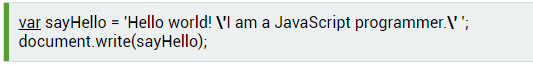 var sayHello = 'Hello world! \'I am a JavaScript programmer.\' ';
document.write(sayHello);